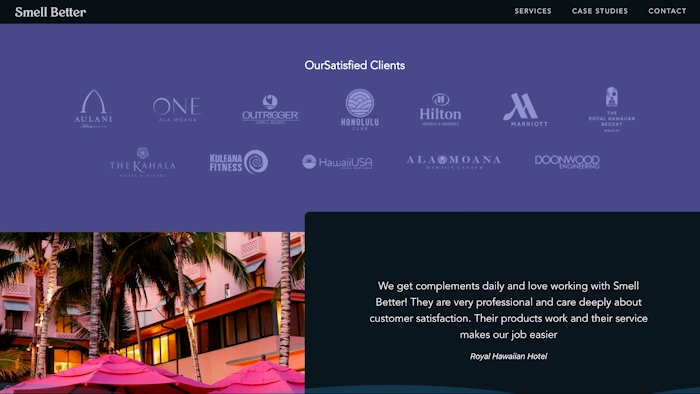 Smell Better
SERVICES CASE STUDIES CONTACT
OurSatisfied Clients
AULANI
ONE
ALA MOANA
OUTRIGGER
HONOLULU
CLUB
Hilton
HOTELS & RESORTS
MARRIOTT
THE
ROYAL HAWAIIAN
RESORT
WAIKIKI
THE KAHALA
HOTEL & RESORT
KULEANA
FITNESS
HawaiiUSA
ALA MOANA
HAWAI'I'S CENTER
DOONWOOD
ENGINEERING
We get complements daily and love working with Smell
Better! They are very professional and care deeply about
customer satisfaction. Their products work and their service
makes our job easier
Royal Hawaiian Hotel